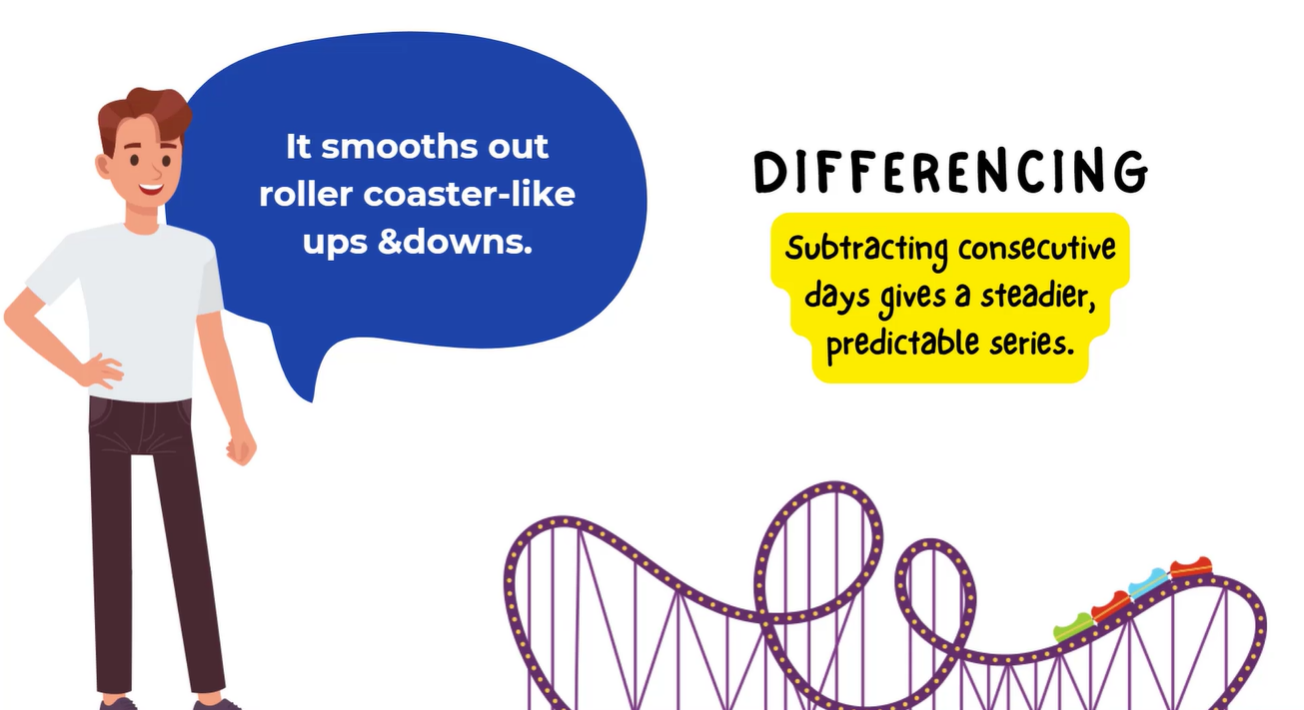 It smooths out
roller coaster-like
ups &downs.
DIFFERENCING
Subtracting consecutive
days gives a steadier,
predictable series.